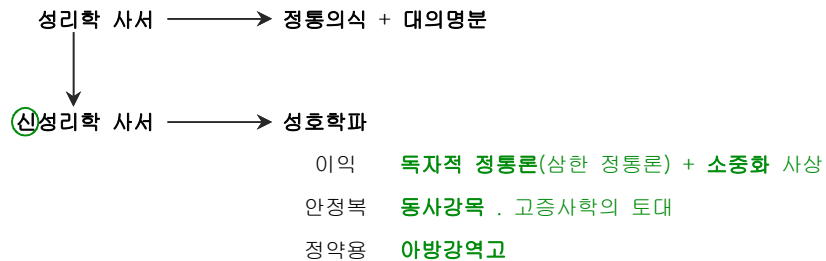 성리학 사서 정통의식 + 대의명분
신성리학 사서 성호학파
이익 독자적 정통론(삼한 정통론) + 소중화 사상
안정복 동사강목 . 고증사학의 토대
정약용 아방강역고